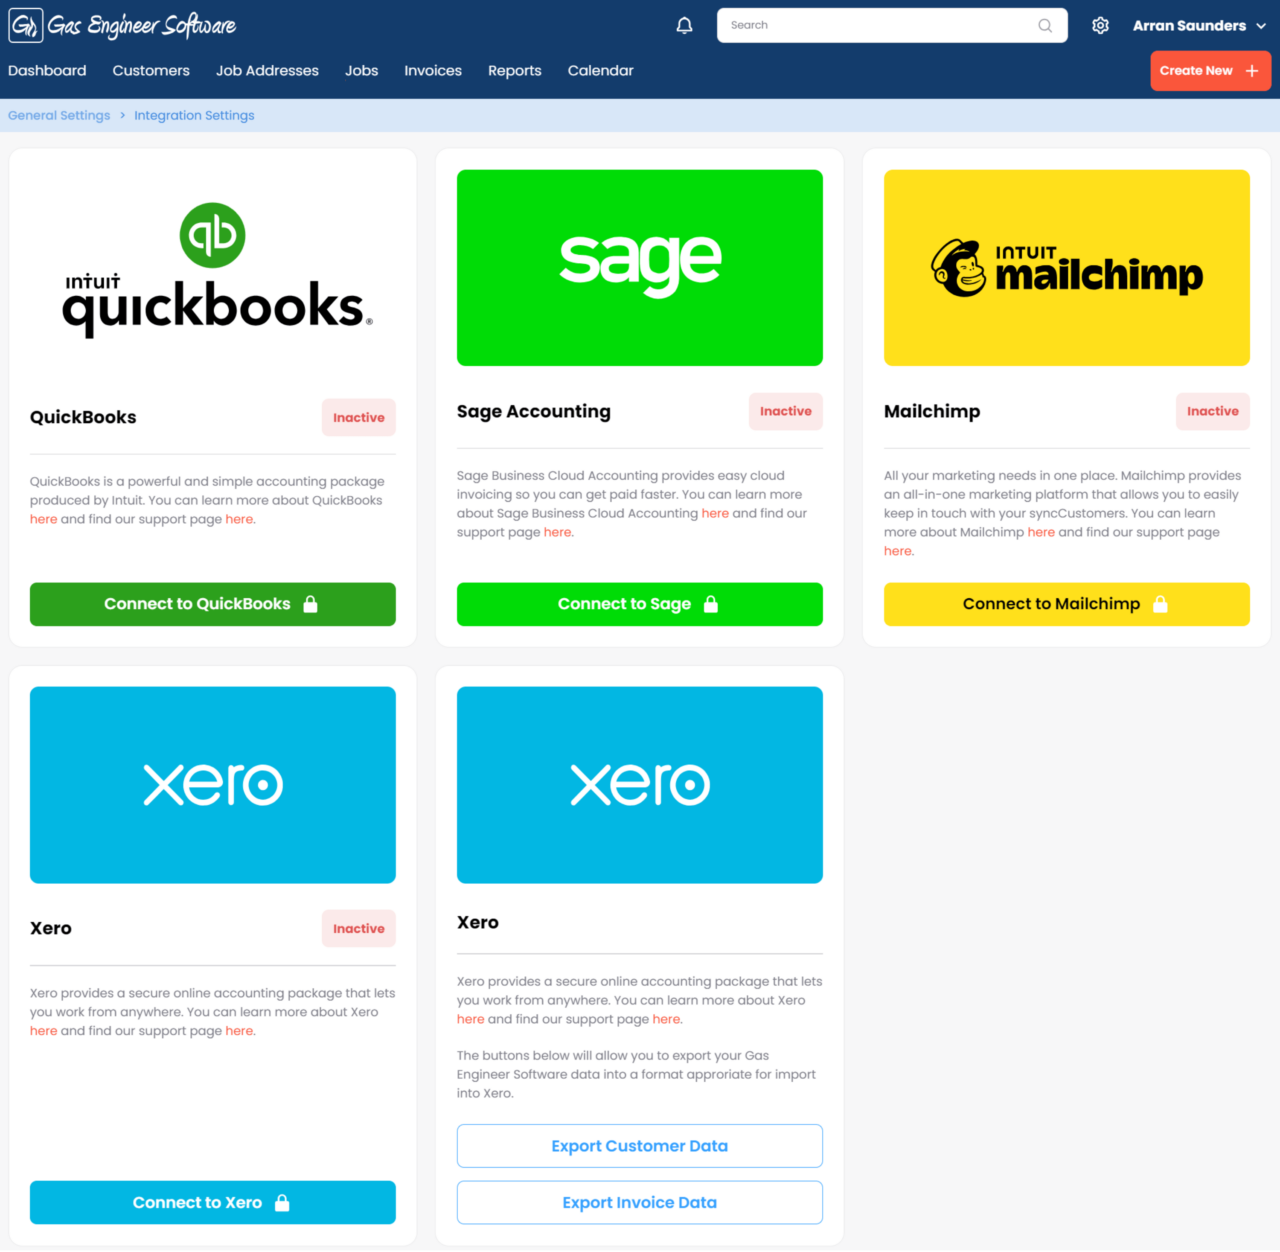 Gas Engineer Software
Search
Arran Saunders
Dashboard
Customers
Job Addresses
Jobs
Invoices
Reports
Calendar
Create New
General Settings > Integration Settings
qb
intuit
quickbooks®
QuickBooks
Inactive
QuickBooks is a powerful and simple accounting package
produced by Intuit. You can learn more about QuickBooks
here and find our support page here.
Connect to QuickBooks
sage
Sage Accounting
Inactive
Sage Business Cloud Accounting provides easy cloud
invoicing so you can get paid faster. You can learn more
about Sage Business Cloud Accounting here and find our
support page here.
Connect to Sage
INTUIT
mailchimp
Mailchimp
Inactive
All your marketing needs in one place. Mailchimp provides
an all-in-one marketing platform that allows you to easily
keep in touch with your syncCustomers. You can learn
more about Mailchimp here and find our support page
here.
Connect to Mailchimp
xero
Xero
Inactive
Xero provides a secure online accounting package that lets
you work from anywhere. You can learn more about Xero
here and find our support page here.
Connect to Xero
xero
Xero
Xero provides a secure online accounting package that lets
you work from anywhere. You can learn more about Xero
here and find our support page here.
The buttons below will allow you to export your Gas
Engineer Software data into a format approriate for import
into Xero.
Export Customer Data
Export Invoice Data